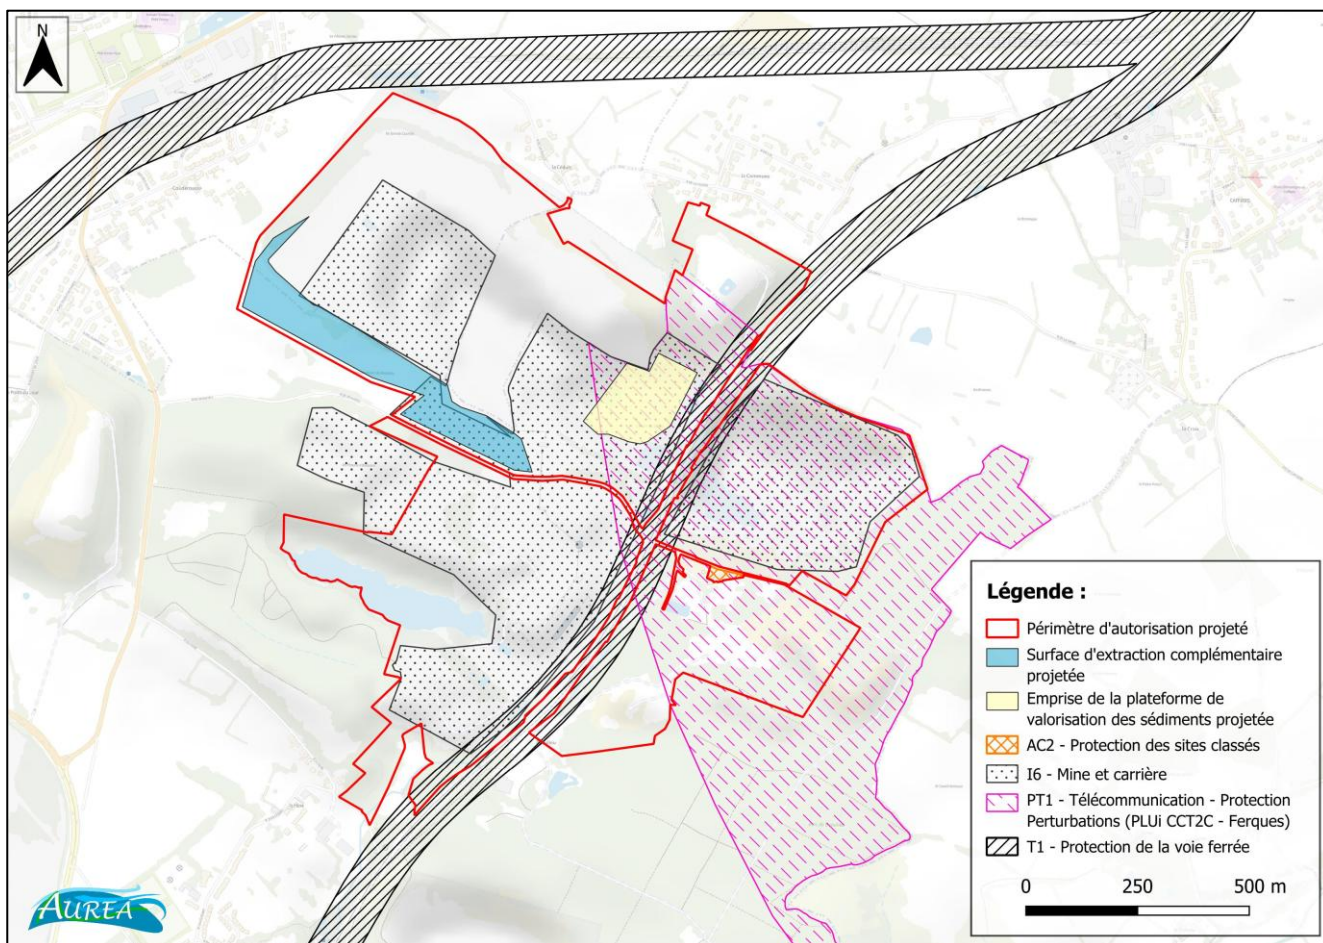 N
Caffiers
Légende :
Périmètre d'autorisation projeté
Surface d'extraction complémentaire
projetée
Emprise de la plateforme de
valorisation des sédiments projetée
AC2 - Protection des sites classés
I6 - Mine et carrière
PT1 - Télécommunication - Protection
Perturbations (PLUi CCT2C - Ferques)
T1 - Protection de la voie ferrée
0 250 500 m
AUREA